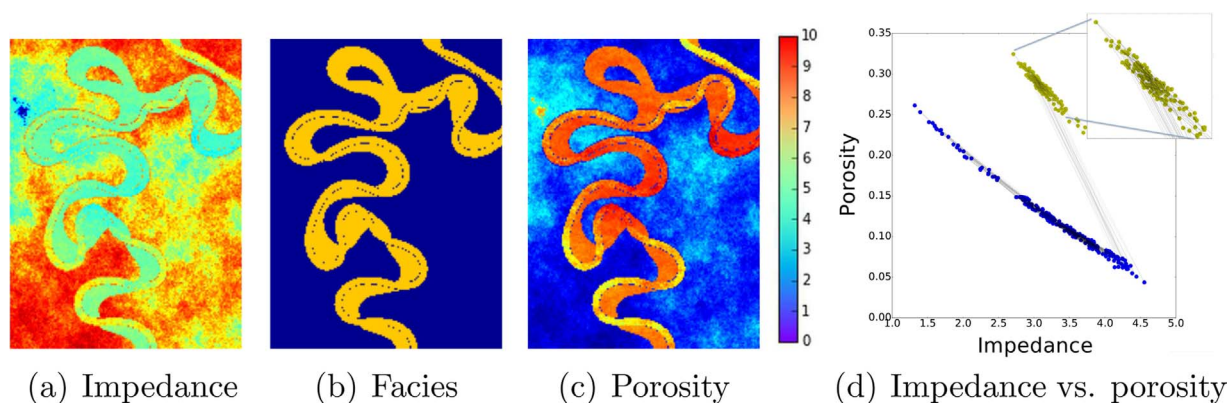 10
9
8
7
6
5
4
3
2
1
0
Porosity
0.35
0.30
0.25
0.20
0.15
0.10
0.05
0.00
1.0 1.5 2.0 2.5 3.0 3.5 4.0 4.5 5.0
Impedance
(a) Impedance
(b) Facies
(c) Porosity
(d) Impedance vs. porosity